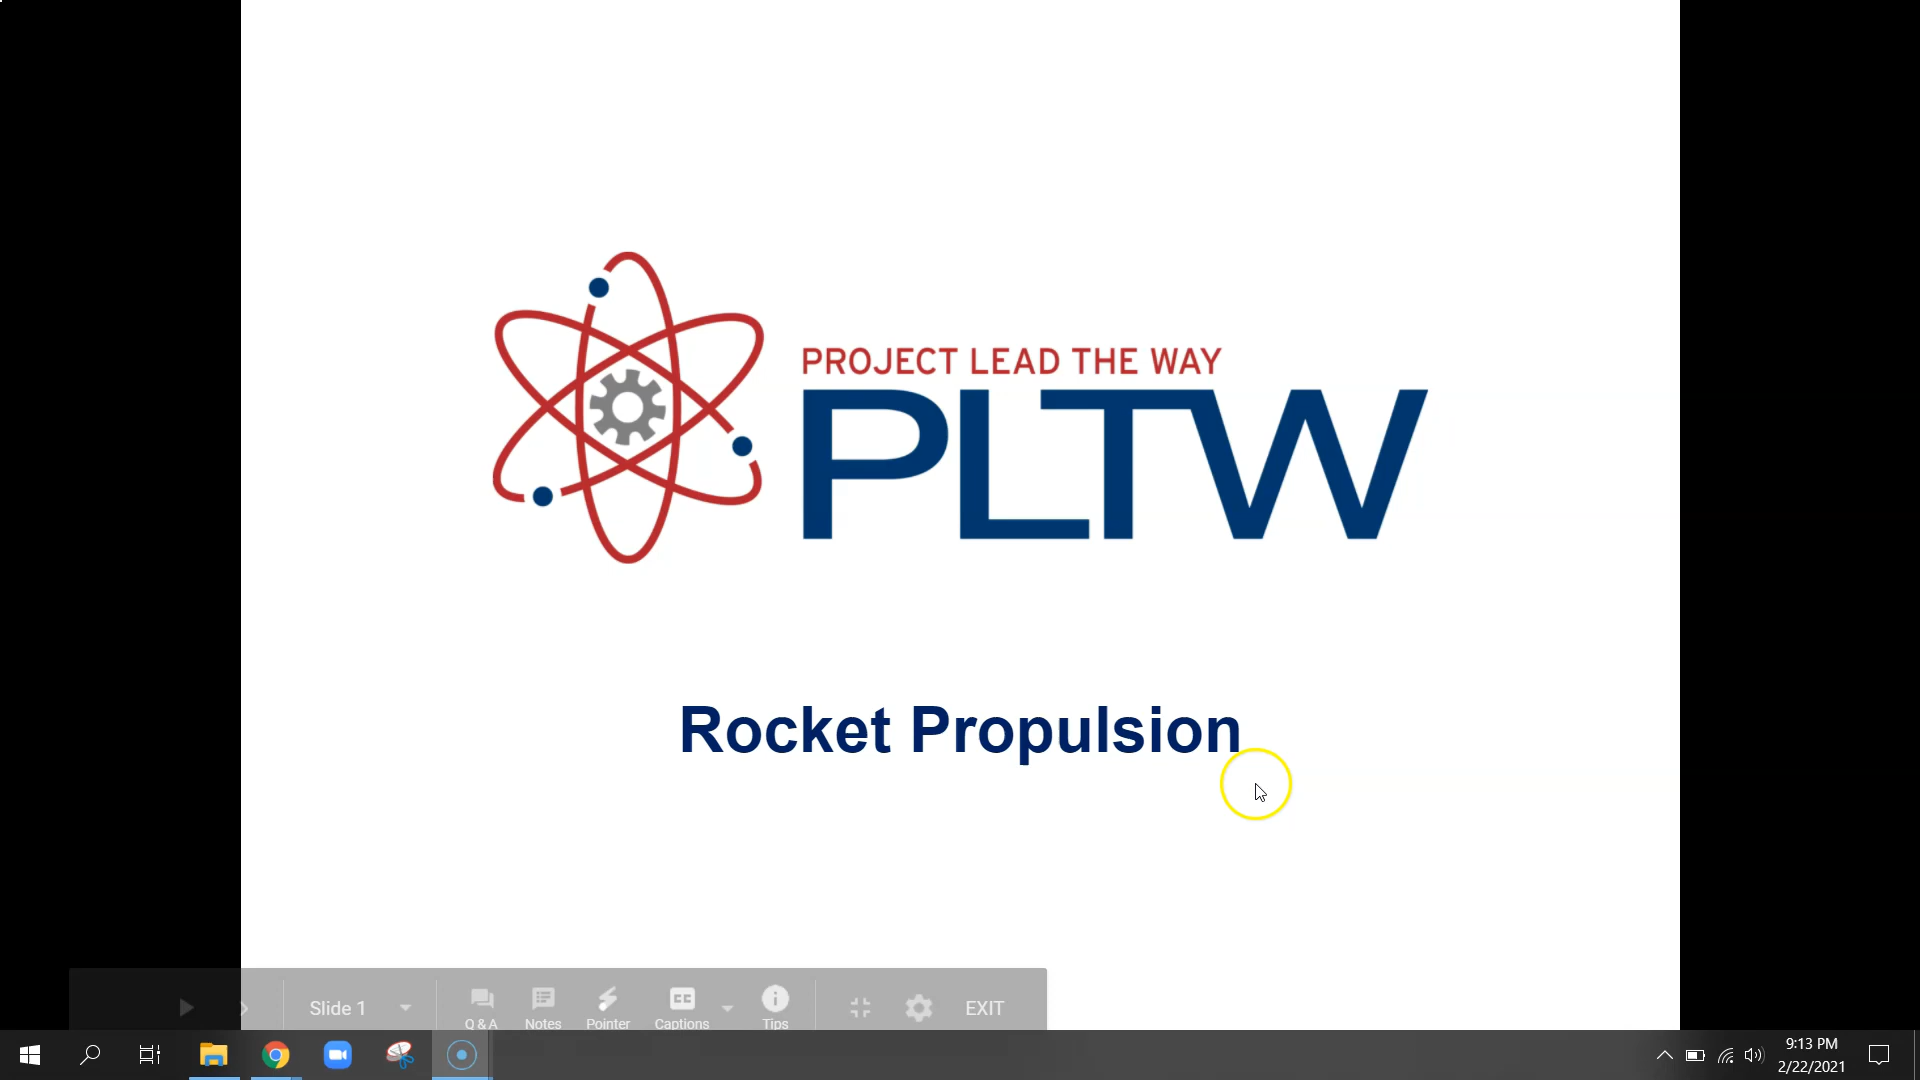 PROJECT LEAD THE WAY
PLTW
Rocket Propulsion
Slide 1
Q & A
Notes
Pointer
CC
Captions
Tips
EXIT
9:13 PM
2/22/2021